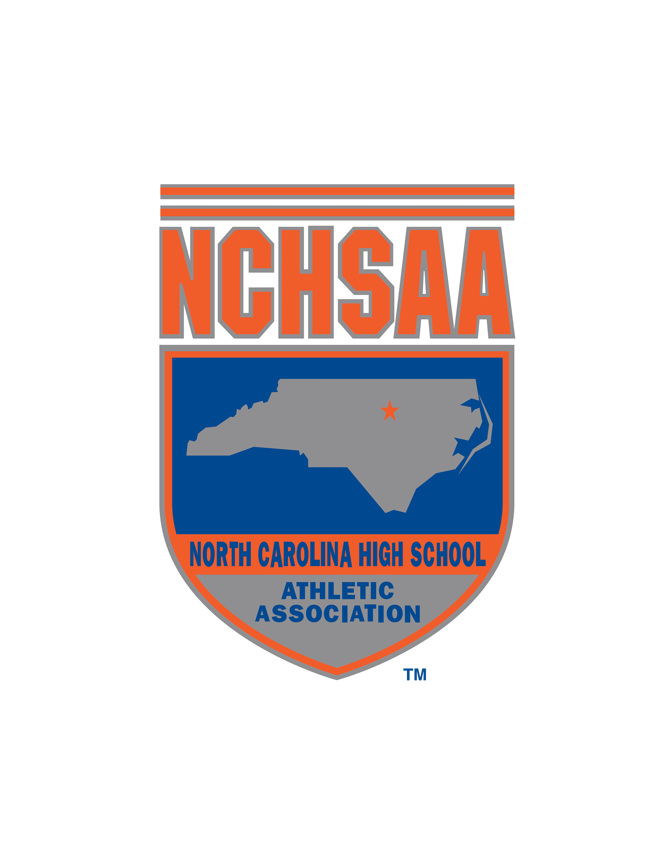 NCHSAA
NORTH CAROLINA HIGH SCHOOL
ATHLETIC
ASSOCIATION
TM